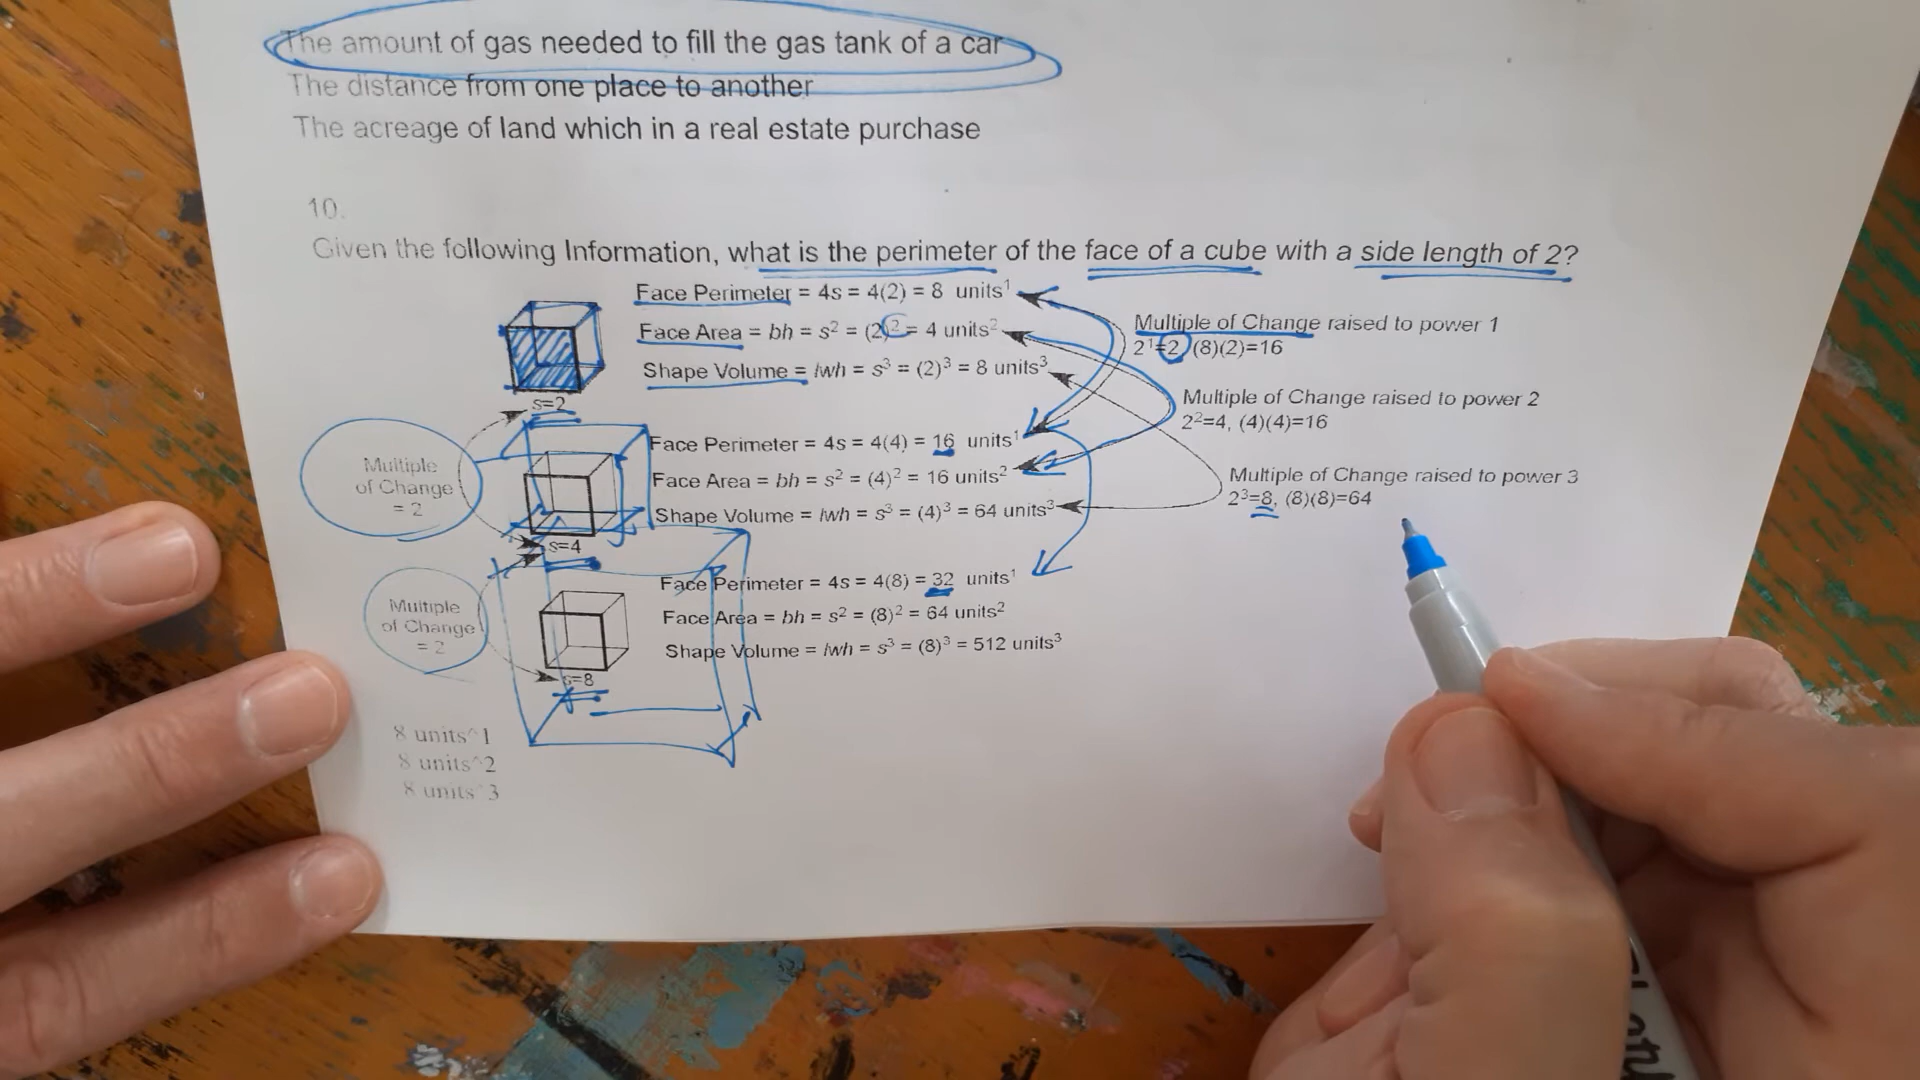 The amount of gas needed to fill the gas tank of a car
The distance from one place to another
The acreage of land which in a real estate purchase
10.
Given the following Information, what is the perimeter of the face of a cube with a side length of 2?
Face Perimeter = 4s = 4(2) = 8 units¹
Face Area = bh = s² = (2)² = 4 units²
Shape Volume = lwh = s³ = (2)³ = 8 units³
s=2
Multiple of Change raised to power 1
2¹=2, (8)(2)=16
Multiple of Change raised to power 2
2²=4, (4)(4)=16
Multiple of Change raised to power 3
2³=8, (8)(8)=64
Multiple
of Change
= 2
Face Perimeter = 4s = 4(4) = 16 units¹
Face Area = bh = s² = (4)² = 16 units²
Shape Volume = lwh = s³ = (4)³ = 64 units³
s=4
Multiple
of Change
= 2
Face Perimeter = 4s = 4(8) = 32 units¹
Face Area = bh = s² = (8)² = 64 units²
Shape Volume = lwh = s³ = (8)³ = 512 units³
s=8
8 units^1
8 units^2
8 units^3